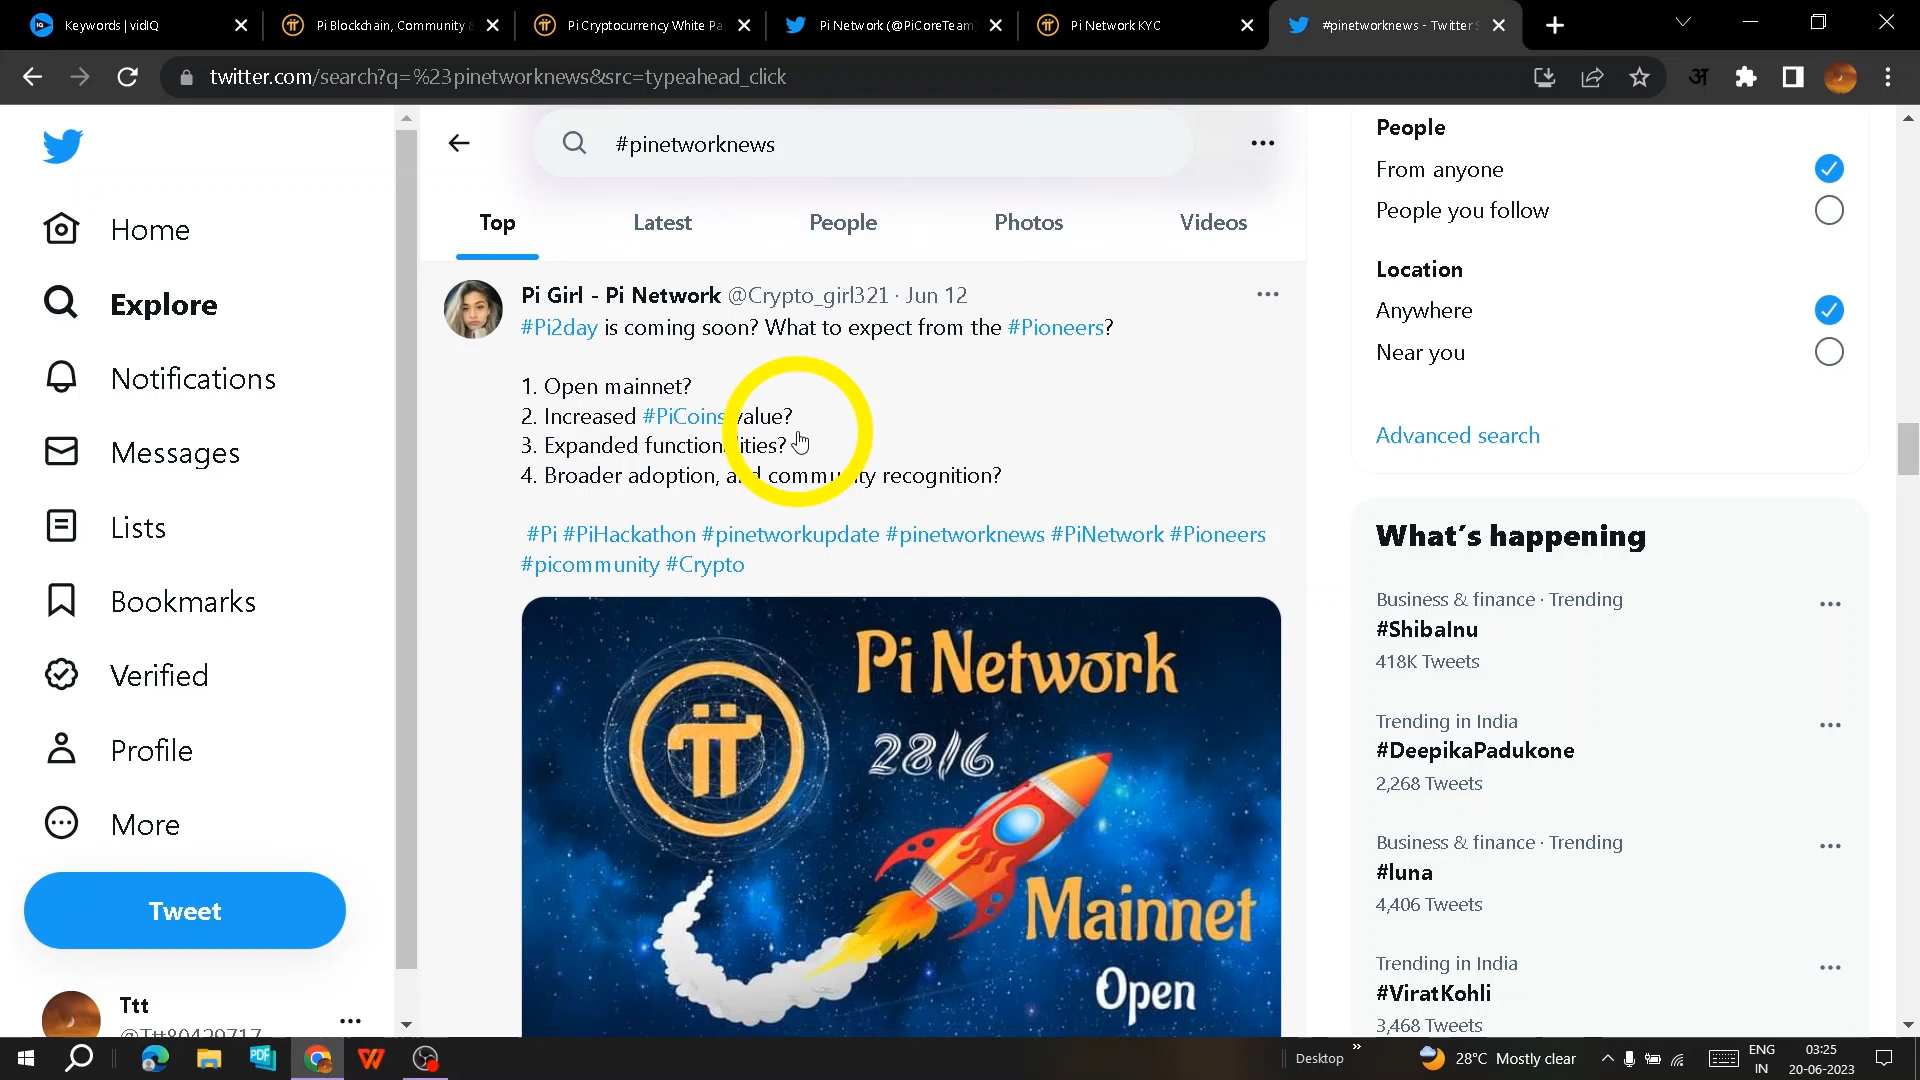 Keywords | vidIQ
Pi Blockchain, Community &
Pi Cryptocurrency White Pa
Pi Network (@PiCoreTeam
Pi Network KYC
#pinetworknews - Twitter S
twitter.com/search?q=%23pinetworknews&src=typeahead_click
अ
#pinetworknews
Top
Latest
People
Photos
Videos
Home
Explore
Notifications
Messages
Lists
Bookmarks
Verified
Profile
More
Tweet
Ttt
@Ttt80429717
Pi Girl - Pi Network @Crypto_girl321 · Jun 12
#Pi2day is coming soon? What to expect from the #Pioneers?
1. Open mainnet?
2. Increased #PiCoins value?
3. Expanded functionalities?
4. Broader adoption, and community recognition?
#Pi #PiHackathon #pinetworkupdate #pinetworknews #PiNetwork #Pioneers
#picommunity #Crypto
Pi Network
28/6
Mainnet
Open
People
From anyone
People you follow
Location
Anywhere
Near you
Advanced search
What's happening
Business & finance · Trending
#ShibaInu
418K Tweets
Trending in India
#DeepikaPadukone
2,268 Tweets
Business & finance · Trending
#luna
4,406 Tweets
Trending in India
#ViratKohli
3,468 Tweets
PDF
Desktop
28°C Mostly clear
ENG
IN
03:25
20-06-2023